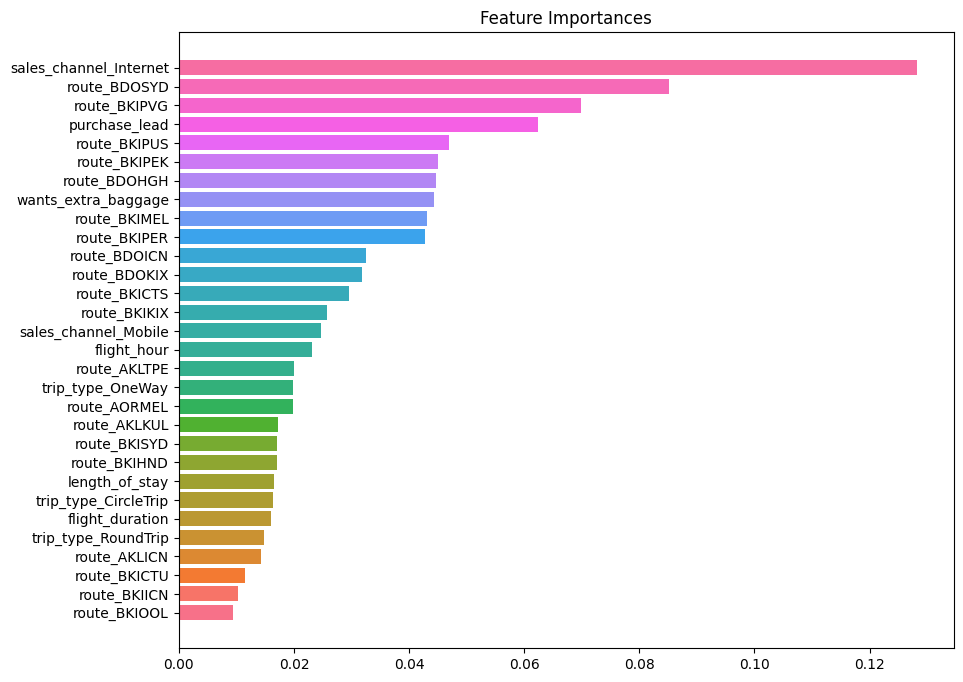 Feature Importances
sales_channel_Internet
route_BDOSYD
route_BKIPVG
purchase_lead
route_BKIPUS
route_BKIPEK
route_BDOHGH
wants_extra_baggage
route_BKIMEL
route_BKIPER
route_BDOICN
route_BDOKIX
route_BKICTS
route_BKIKIX
sales_channel_Mobile
flight_hour
route_AKLTPE
trip_type_OneWay
route_AORMEL
route_AKLKUL
route_BKISYD
route_BKIHND
length_of_stay
trip_type_CircleTrip
flight_duration
trip_type_RoundTrip
route_AKLICN
route_BKICTU
route_BKIICN
route_BKIOOL
0.00 0.02 0.04 0.06 0.08 0.10 0.12